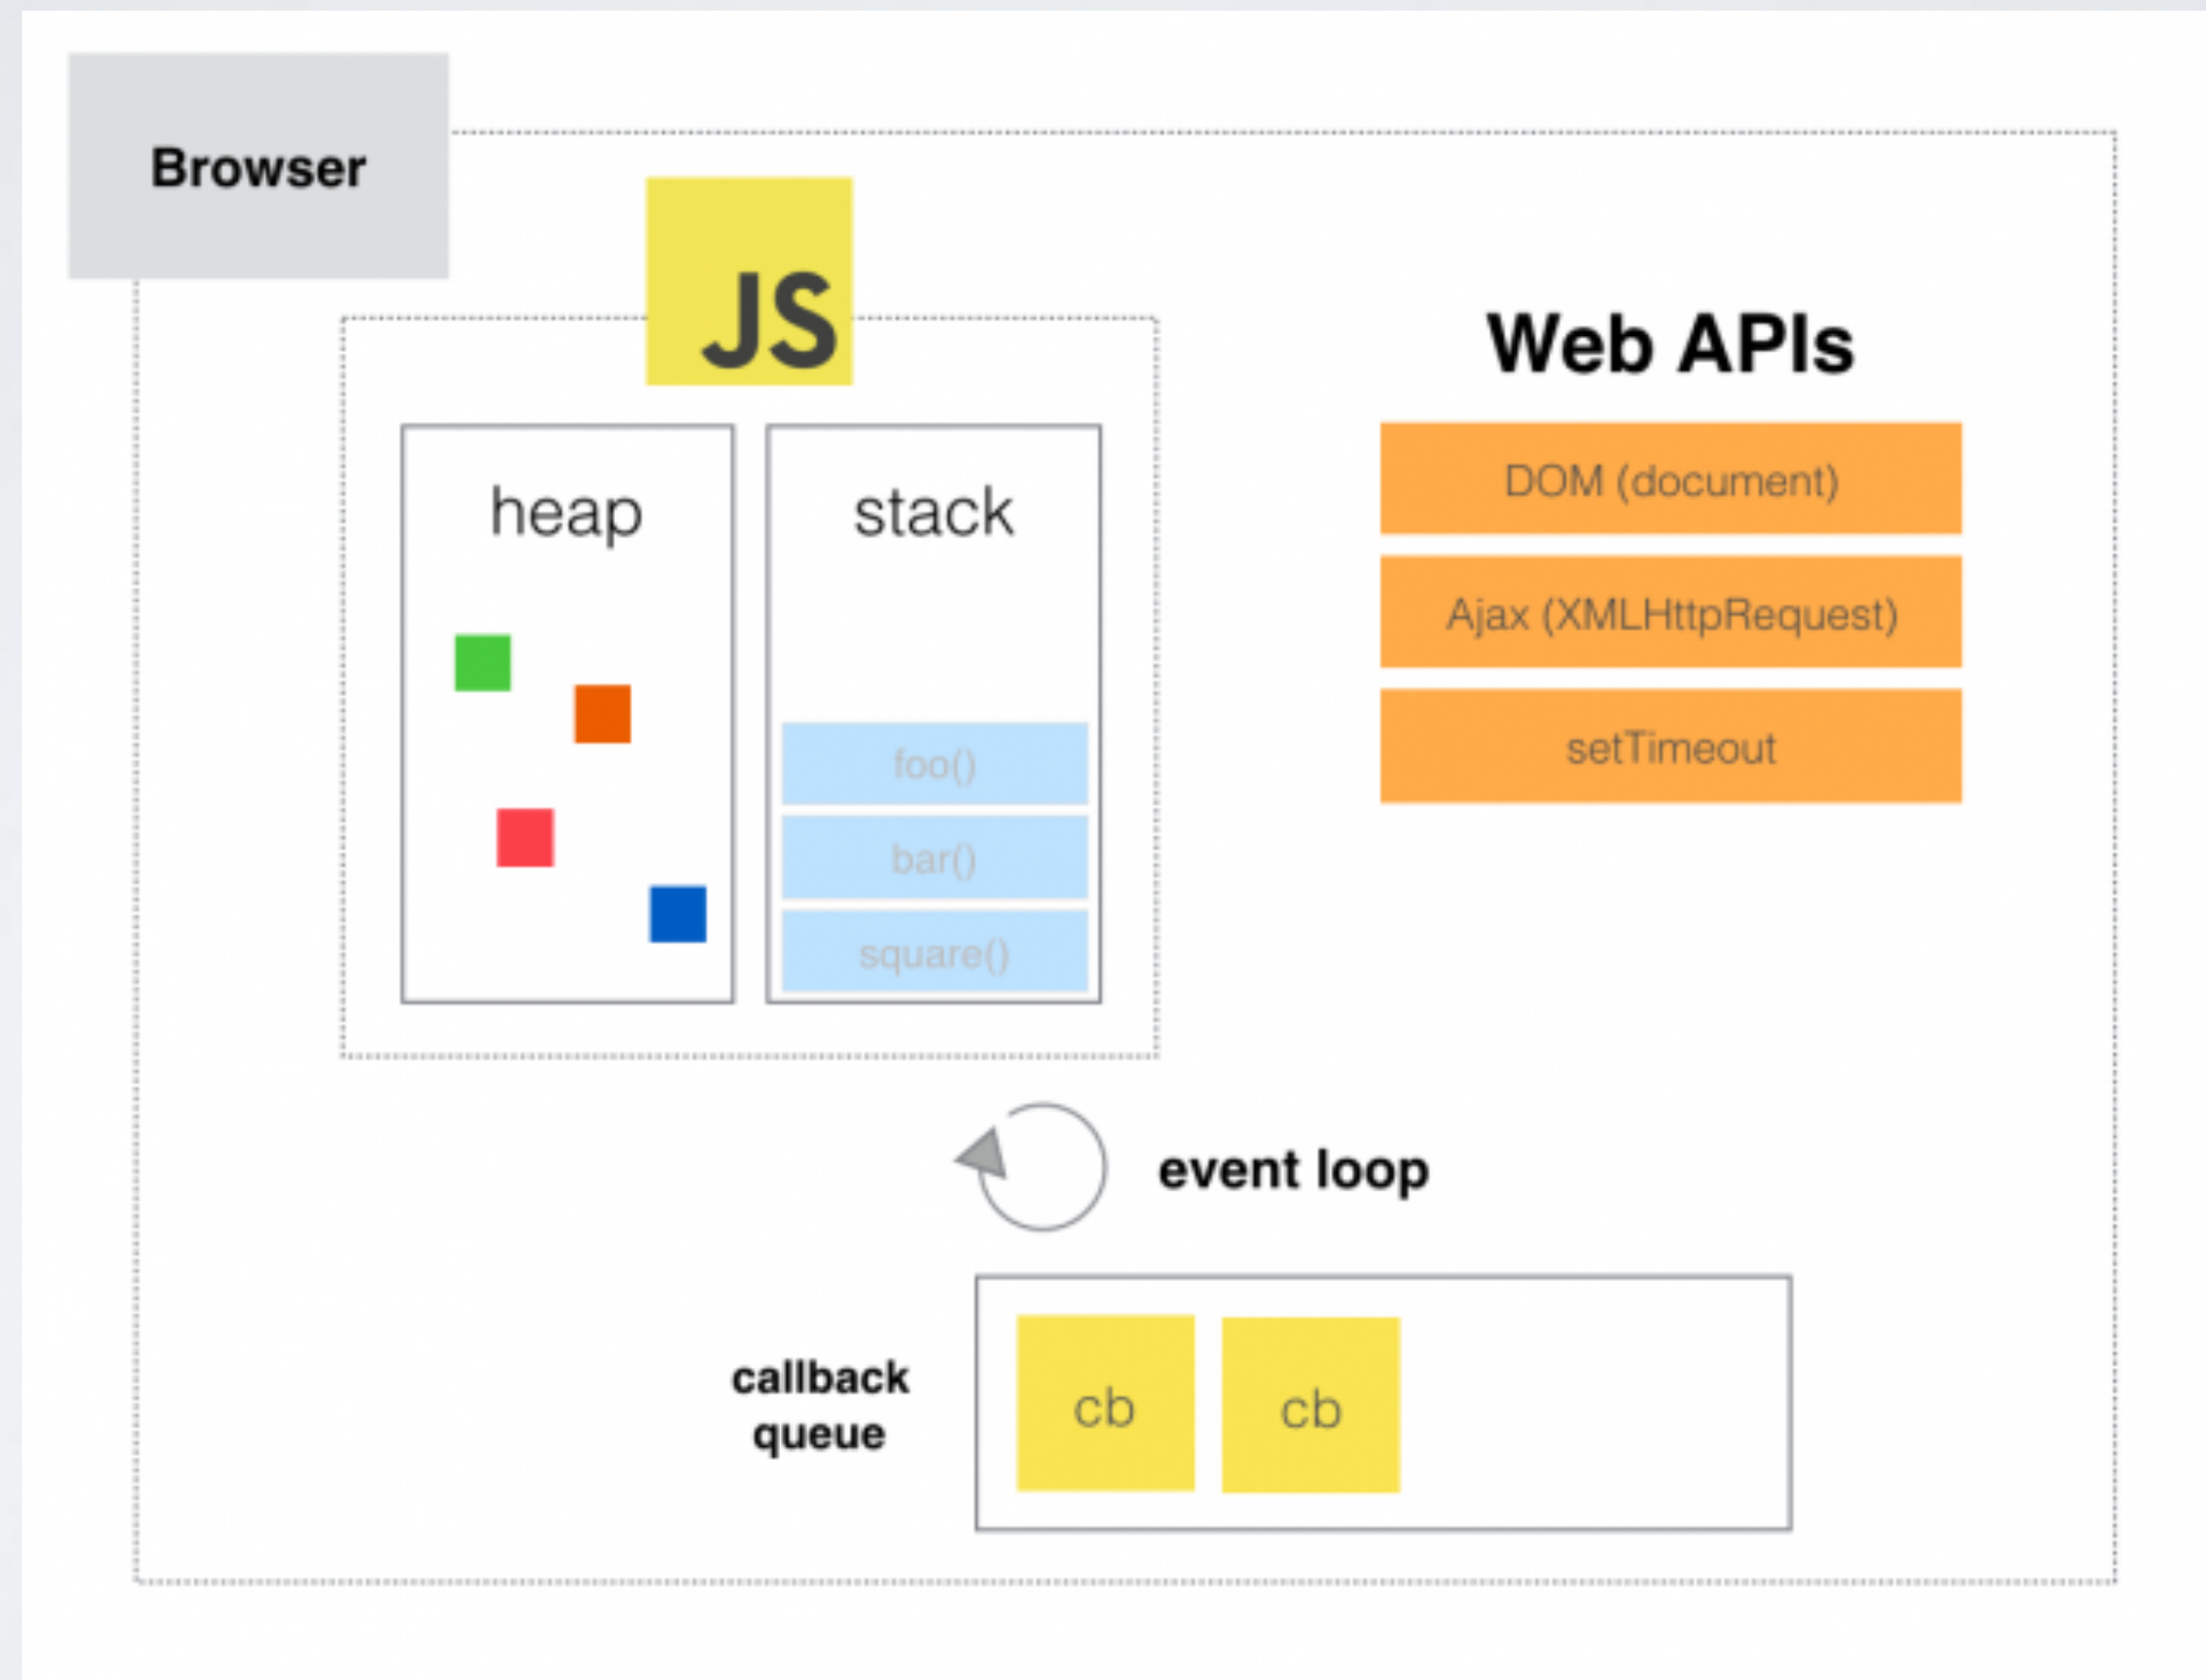 Browser
JS
heap
stack
foo()
bar()
square()
Web APIs
DOM (document)
Ajax (XMLHttpRequest)
setTimeout
event loop
callback
queue
cb
cb